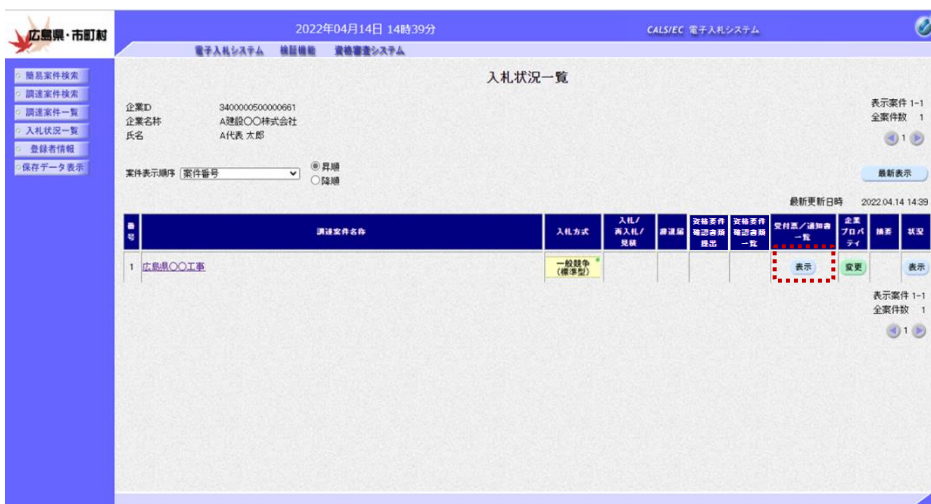 広島県・市町村
2022年04月14日 14時39分
CALS/EC 電子入札システム
電子入札システム 検証機能 資格審査システム
簡易案件検索
調達案件検索
調達案件一覧
入札状況一覧
登録者情報
保存データ表示
入札状況一覧
企業ID 3400000500000661
企業名称 A建設〇〇株式会社
氏名 A代表 太郎
表示案件 1-1
全案件数 1
1
案件表示順序 案件番号
昇順
降順
最新表示
最新更新日時 2022.04.14 14:39
番号 調達案件名称 入札方式 入札/再入札/見積 辞退届 資格要件確認書類提出 資格要件確認書類一覧 受付票/通知書一覧 企業プロパティ 摘要 状況
1 広島県〇〇工事 一般競争(標準型) 表示 変更 表示
表示案件 1-1
全案件数 1
1